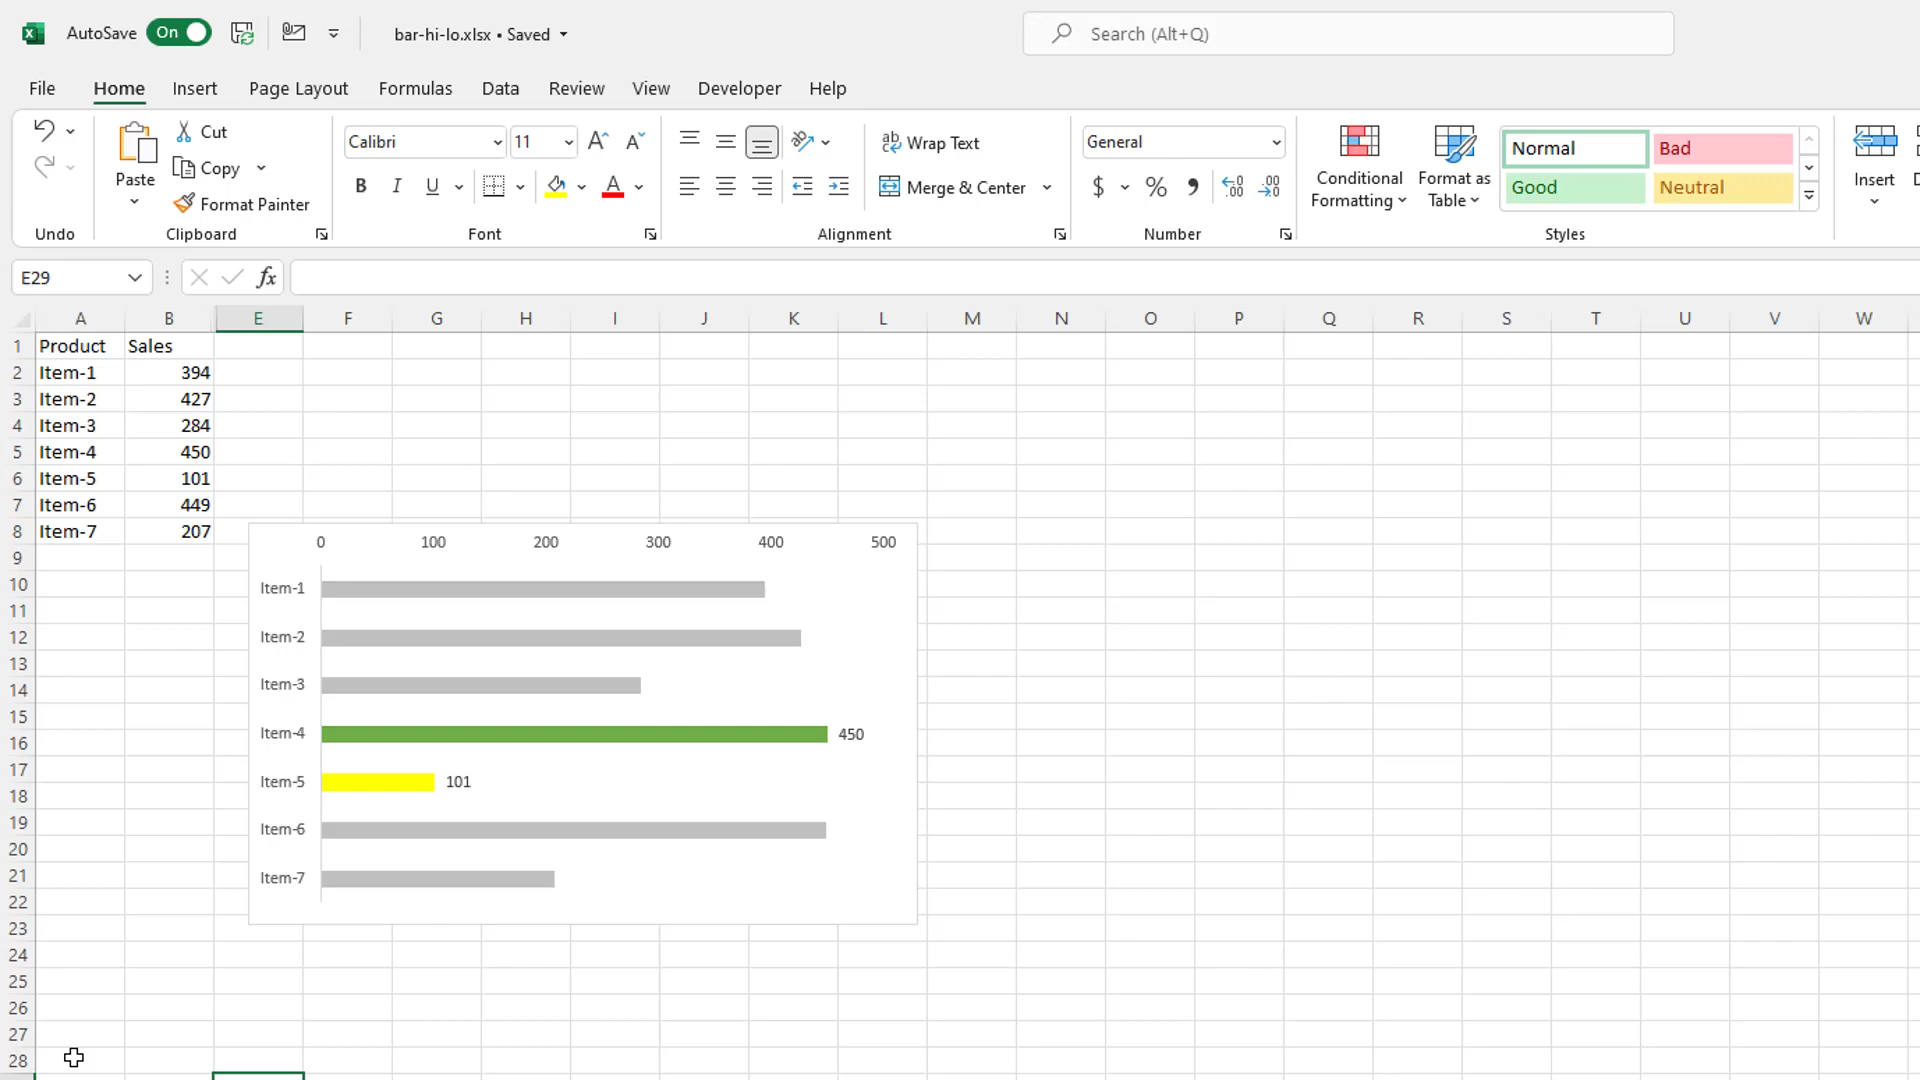 AutoSave On bar-hi-lo.xlsx • Saved Search (Alt+Q)
File Home Insert Page Layout Formulas Data Review View Developer Help
Cut
Copy
Format Painter
Paste
Undo
Clipboard
Calibri 11
B I U A
Font
Wrap Text
Merge & Center
Alignment
General
$ % , .00
Number
Conditional
Formatting
Format as
Table
Normal Bad
Good Neutral
Styles
Insert
E29 fx
A B E F G H I J K L M N O P Q R S T U V W
1 Product Sales
2 Item-1 394
3 Item-2 427
4 Item-3 284
5 Item-4 450
6 Item-5 101
7 Item-6 449
8 Item-7 207
9
10
11
12
13
14
15
16
17
18
19
20
21
22
23
24
25
26
27
28
0 100 200 300 400 500
Item-1
Item-2
Item-3
Item-4 450
Item-5 101
Item-6
Item-7